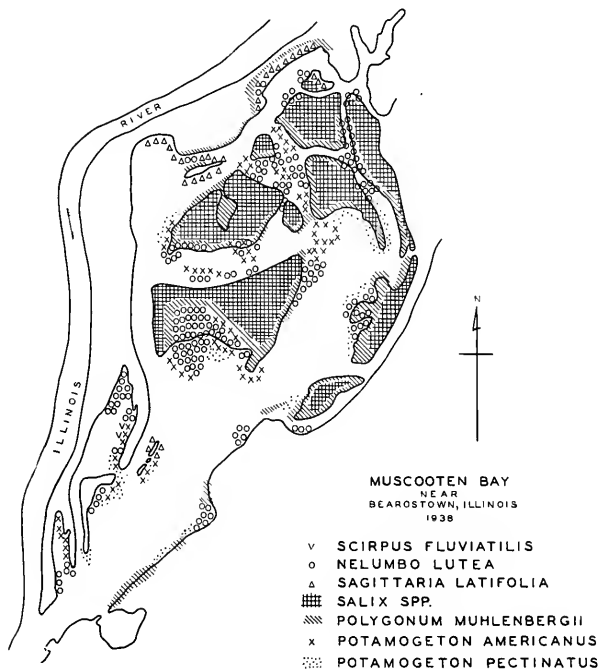 RIVER
ILLINOIS
N
MUSCOOTEN BAY
NEAR
BEARDSTOWN, ILLINOIS
1938
v SCIRPUS FLUVIATILIS
o NELUMBO LUTEA
△ SAGITTARIA LATIFOLIA
SALIX SPP.
POLYGONUM MUHLENBERGII
x POTAMOGETON AMERICANUS
POTAMOGETON PECTINATUS